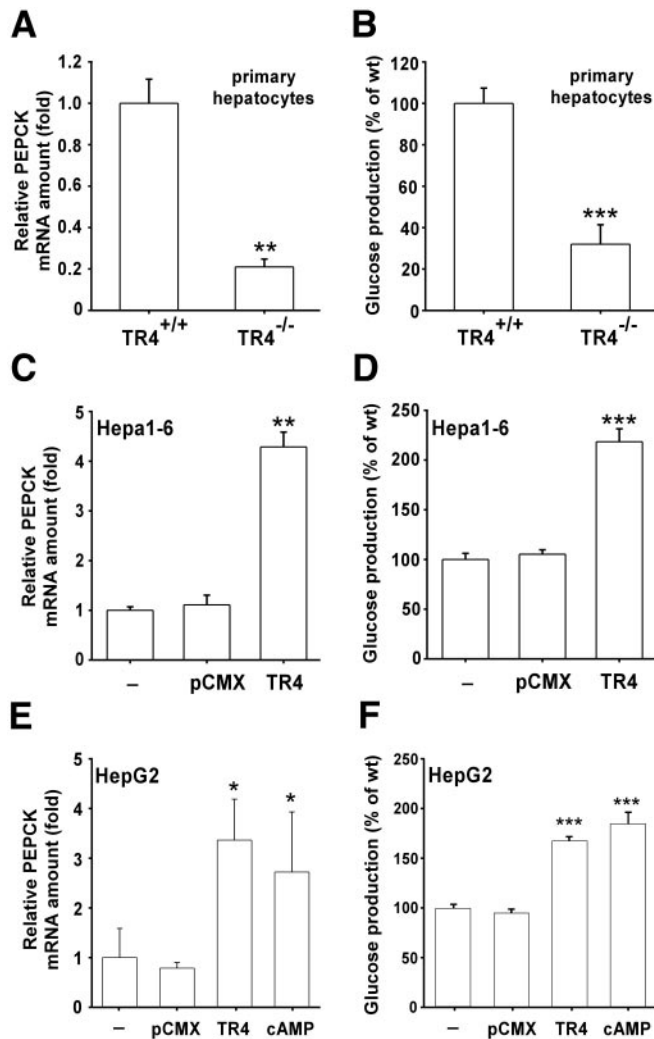 A
Relative PEPCK
mRNA amount (fold)
1.2
1.0
0.8
0.6
0.4
0.2
0
primary
hepatocytes
**
TR4+/+
TR4-/-
B
Glucose production (% of wt)
120
100
80
60
40
20
0
primary
hepatocytes
***
TR4+/+
TR4-/-
C
Relative PEPCK
mRNA amount (fold)
5
4
3
2
1
0
Hepa1-6
**
–
pCMX
TR4
D
Glucose production (% of wt)
250
200
150
100
50
0
Hepa1-6
***
–
pCMX
TR4
E
Relative PEPCK
mRNA amount (fold)
5
4
3
2
1
0
HepG2
*
*
–
pCMX
TR4
cAMP
F
Glucose production (% of wt)
250
200
150
100
50
0
HepG2
***
***
–
pCMX
TR4
cAMP